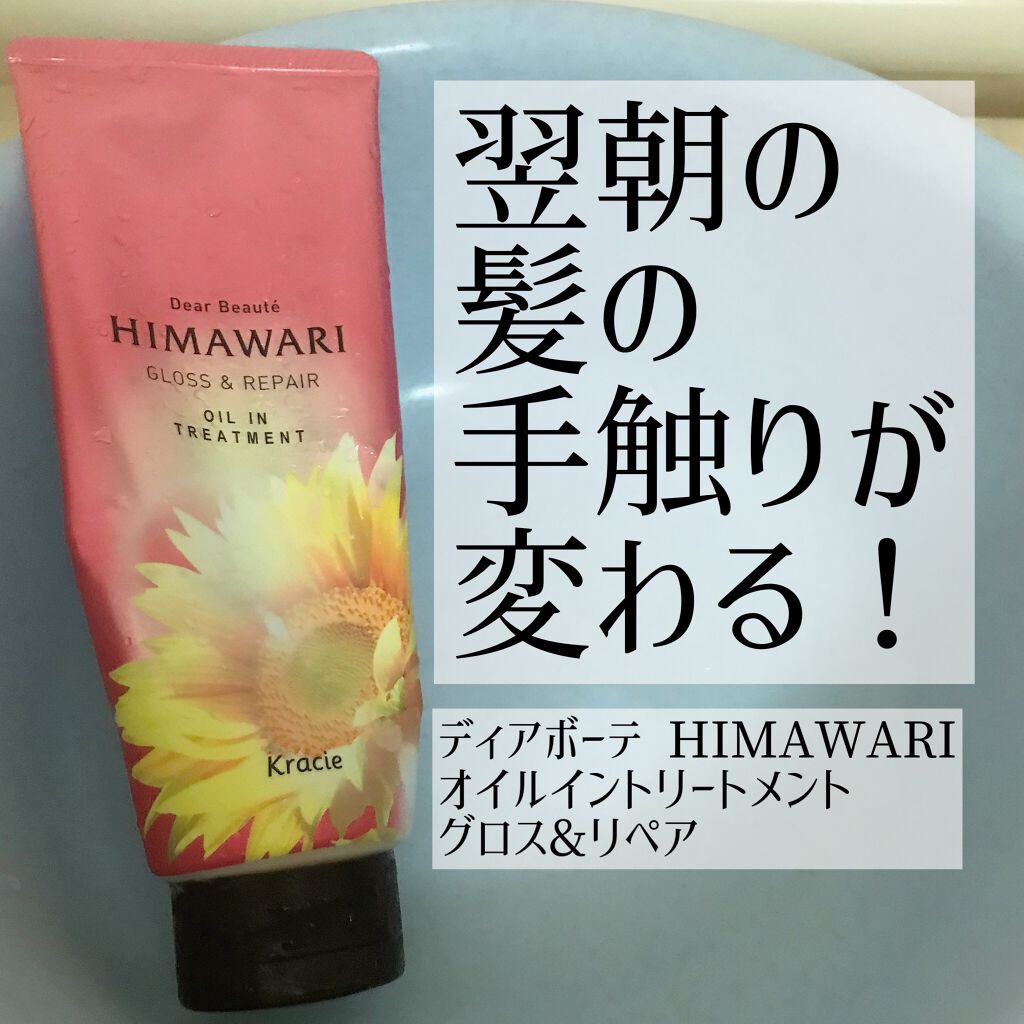 Dear Beauté
HIMAWARI
GLOSS & REPAIR
OIL IN
TREATMENT
Kracie
翌朝の
髪の
手触りが
変わる！
ディアボーテ HIMAWARI
オイルイントリートメント
グロス&リペア